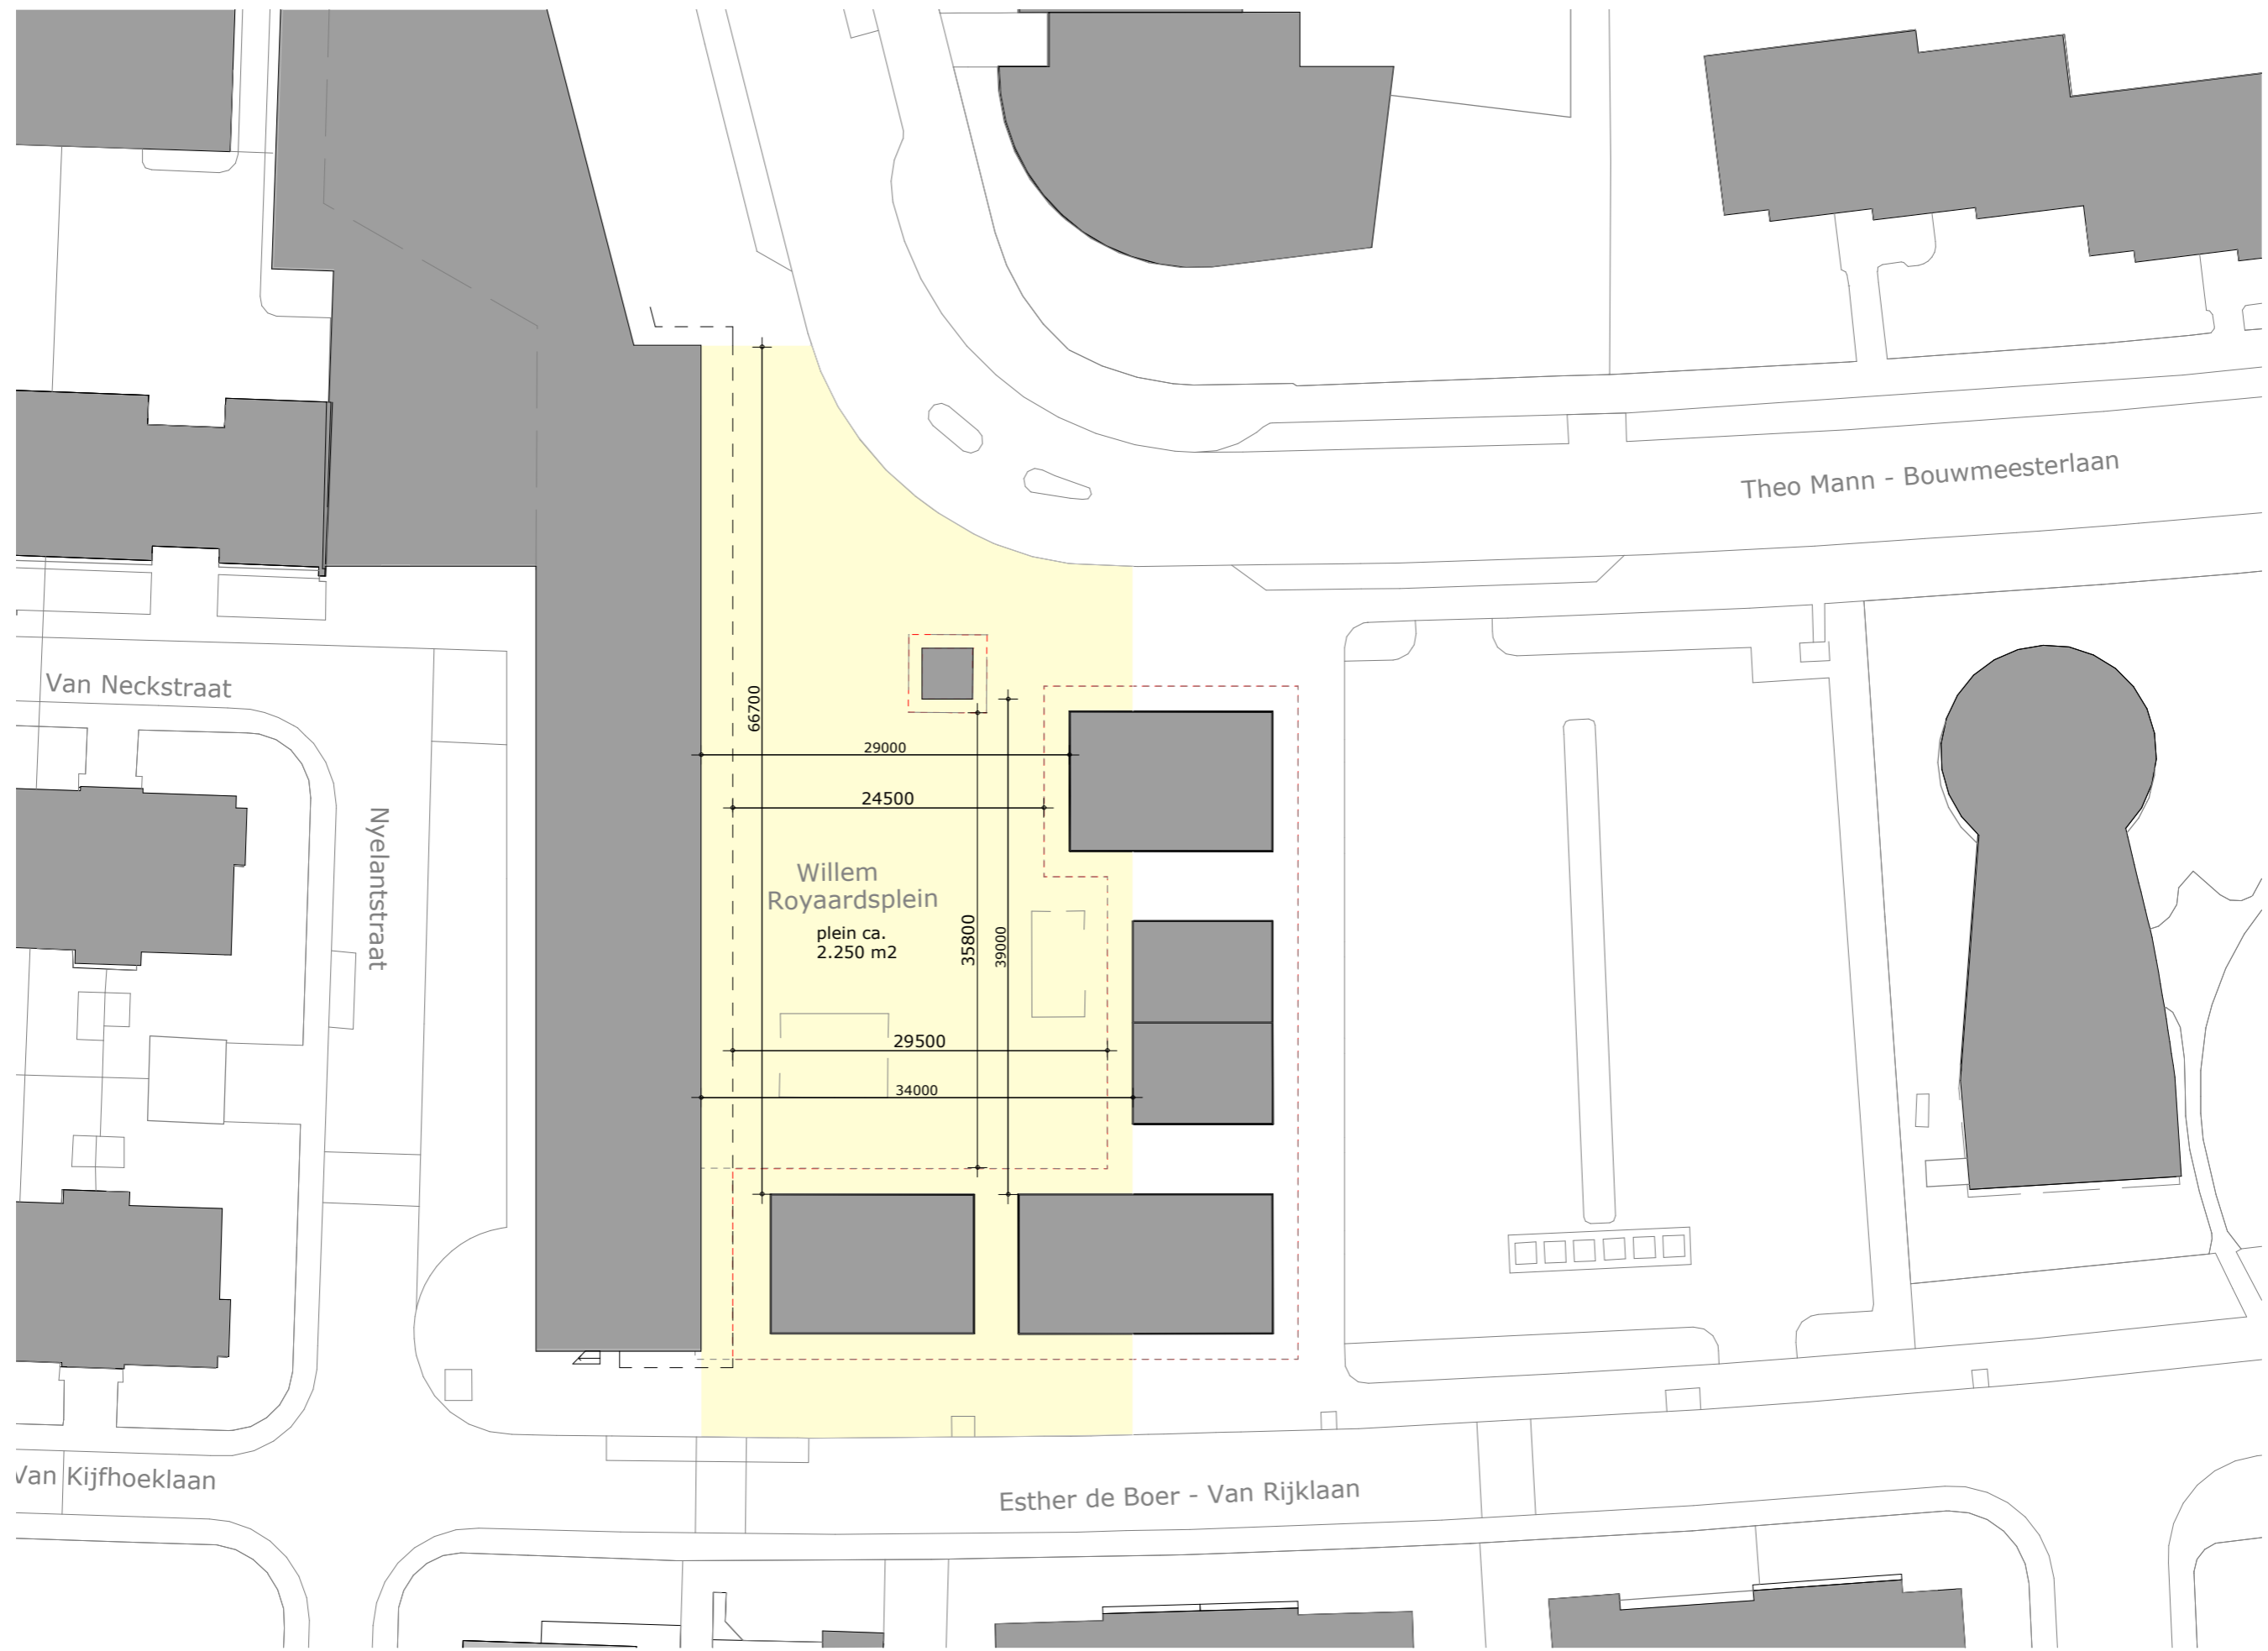 Theo Mann - Bouwmeesterlaan
Van Neckstraat
66700
29000
24500
Nyelantstraat
Willem
Royaardsplein
plein ca.
2.250 m2
35800
39000
29500
34000
Van Kijfhoeklaan
Esther de Boer - Van Rijklaan